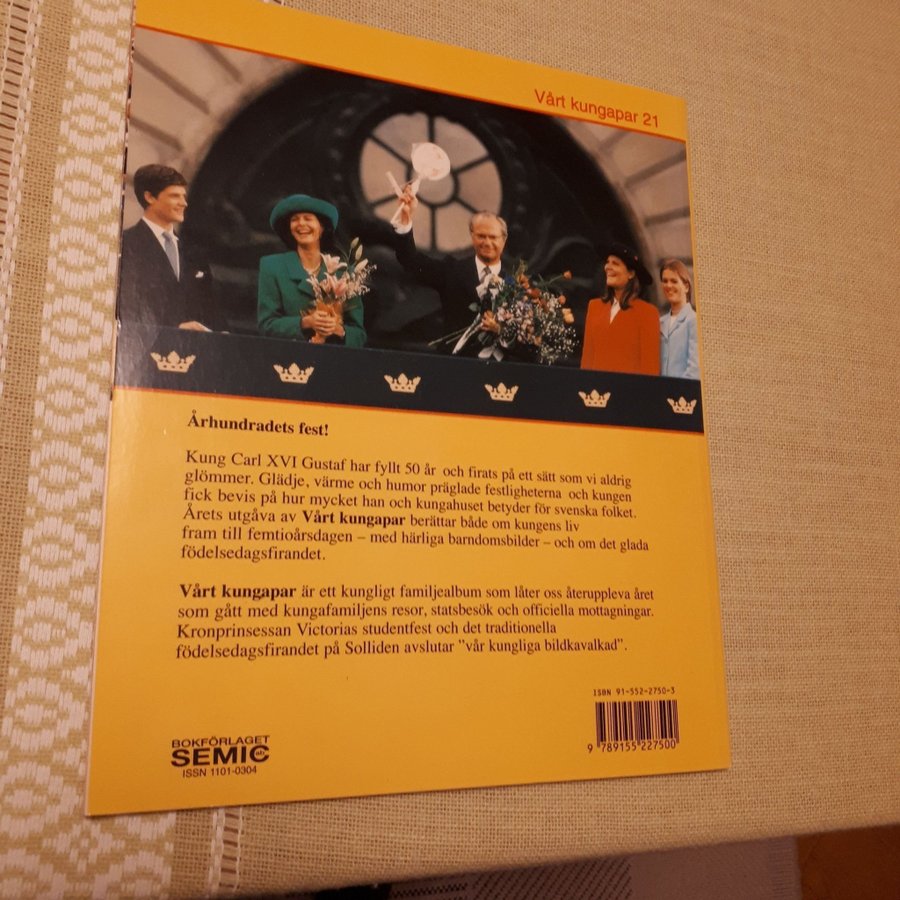 Vårt kungapar 21
Århundradets fest!
Kung Carl XVI Gustaf har fyllt 50 år och firats på ett sätt som vi aldrig
glömmer. Glädje, värme och humor präglade festligheterna och kungen
fick bevis på hur mycket han och kungahuset betyder för svenska folket.
Årets utgåva av Vårt kungapar berättar både om kungens liv
fram till femtioårsdagen – med härliga barndomsbilder – och om det glada
födelsedagsfirandet.
Vårt kungapar är ett kungligt familjealbum som låter oss återuppleva året
som gått med kungafamiljens resor, statsbesök och officiella mottagningar.
Kronprinsessan Victorias studentfest och det traditionella
födelsedagsfirandet på Solliden avslutar ”vår kungliga bildkavalkad”.
ISBN 91-552-2750-3
9 789155 227500
BOKFÖRLAGET
SEMIC
ISSN 1101-0304